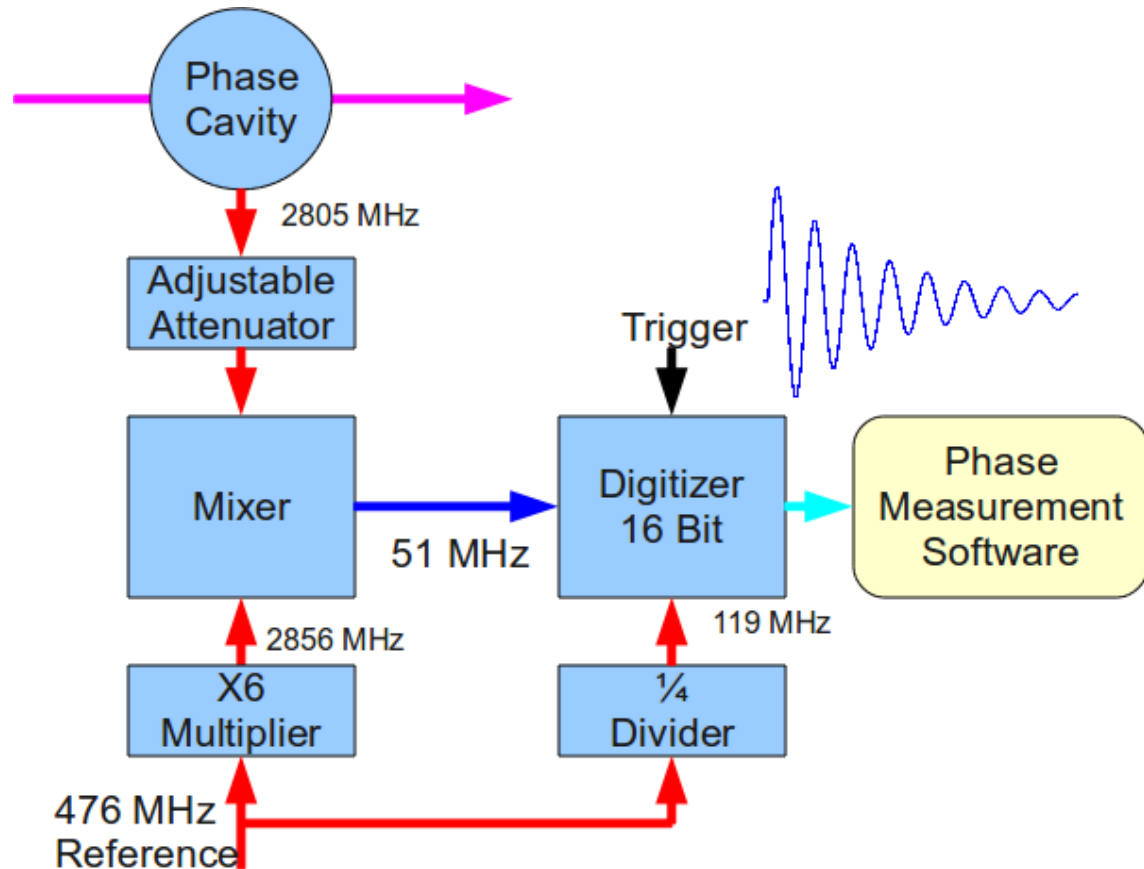 Phase
Cavity
2805 MHz
Adjustable
Attenuator
Trigger
Mixer
51 MHz
Digitizer
16 Bit
Phase
Measurement
Software
2856 MHz
119 MHz
X6
Multiplier
¼
Divider
476 MHz
Reference